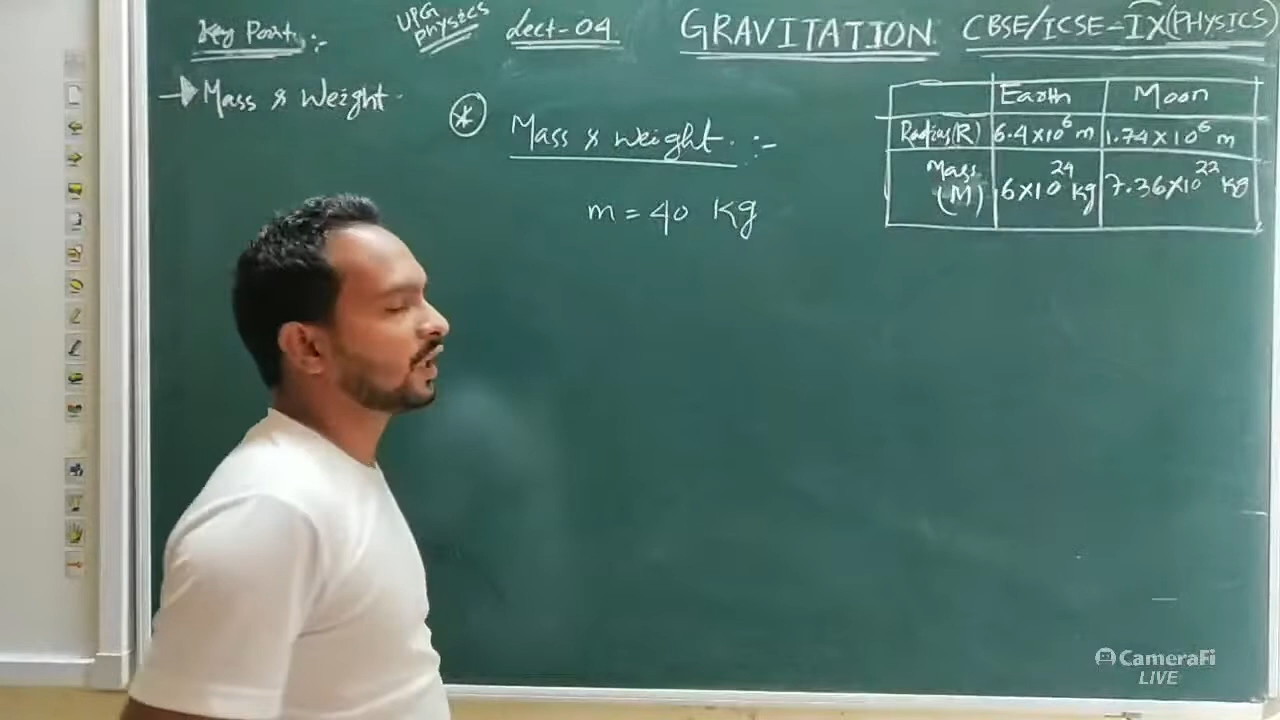 Key Point :-
UPG physics
Lect-04
GRAVITATION
CBSE/ICSE-IX(PHYSICS)
→ Mass & Weight.
* Mass & Weight. :-
m = 40 Kg
Earth Moon
Radius(R) 6.4×10⁶ m 1.74×10⁶ m
Mass (M) 6×10²⁴ kg 7.36×10²² kg
CameraFi
LIVE